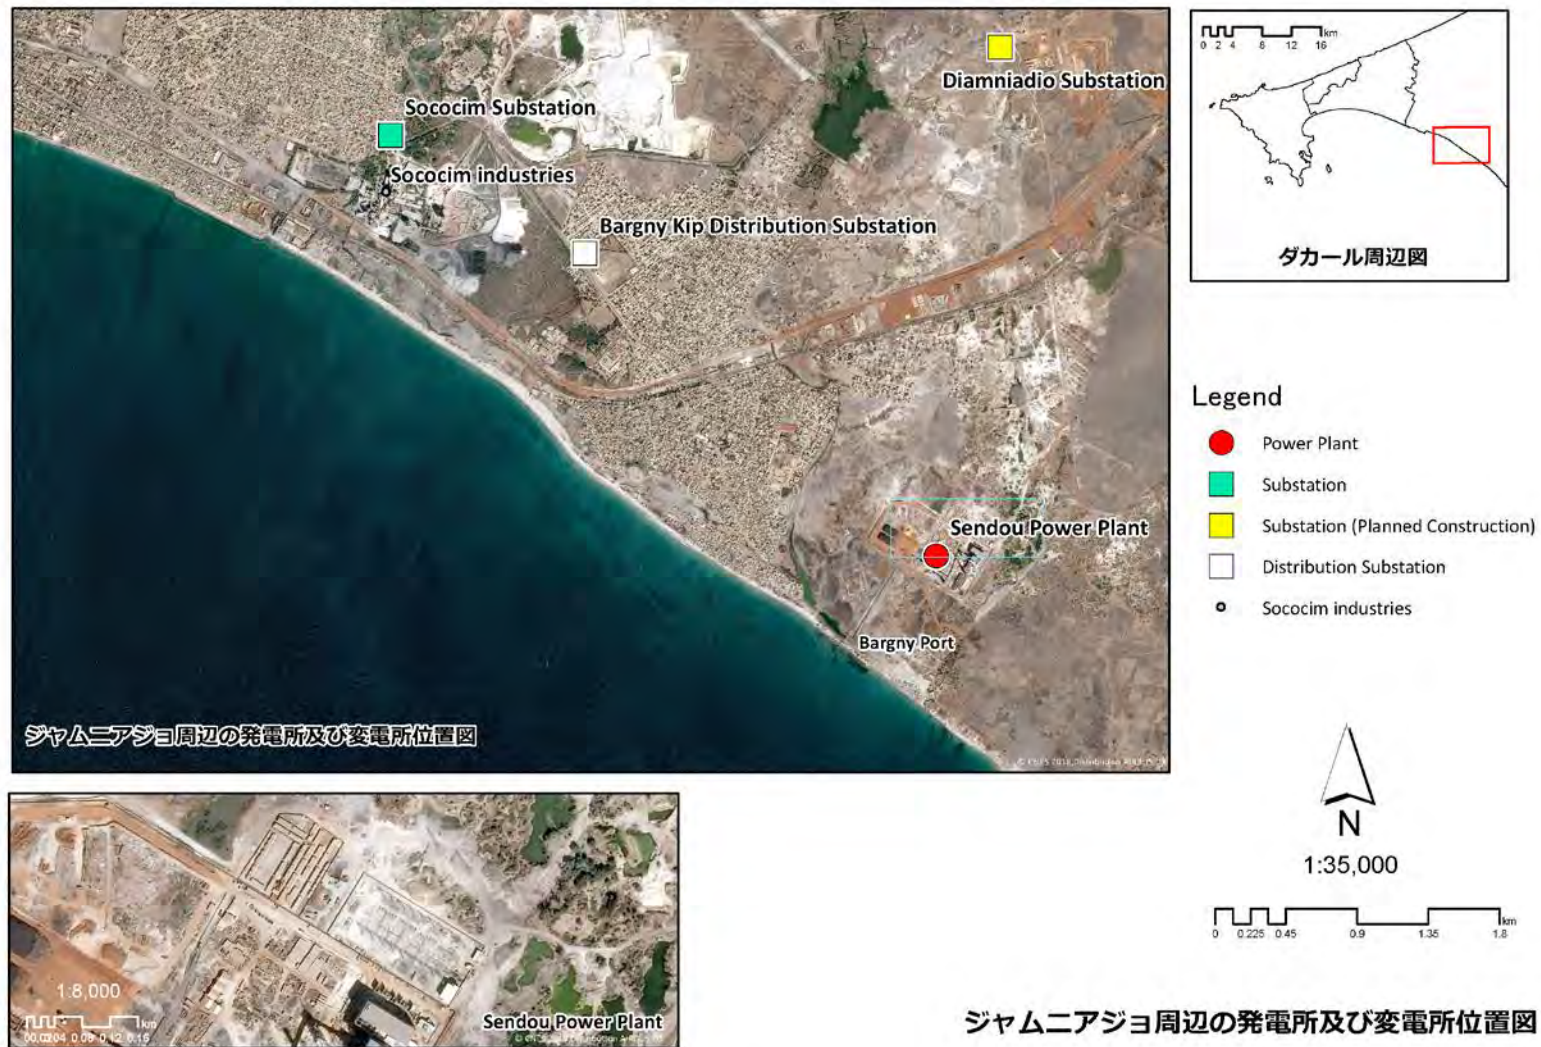 Diamniadio Substation
Sococim Substation
Sococim industries
Bargny Kip Distribution Substation
Sendou Power Plant
Bargny Port
ジャムニアジョ周辺の発電所及び変電所位置図
0 2 4 8 12 16 km
ダカール周辺図
Legend
Power Plant
Substation
Substation (Planned Construction)
Distribution Substation
Sococim industries
N
1:35,000
km
0 0.225 0.45 0.9 1.35 1.8
1:8,000
km
Sendou Power Plant
ジャムニアジョ周辺の発電所及び変電所位置図